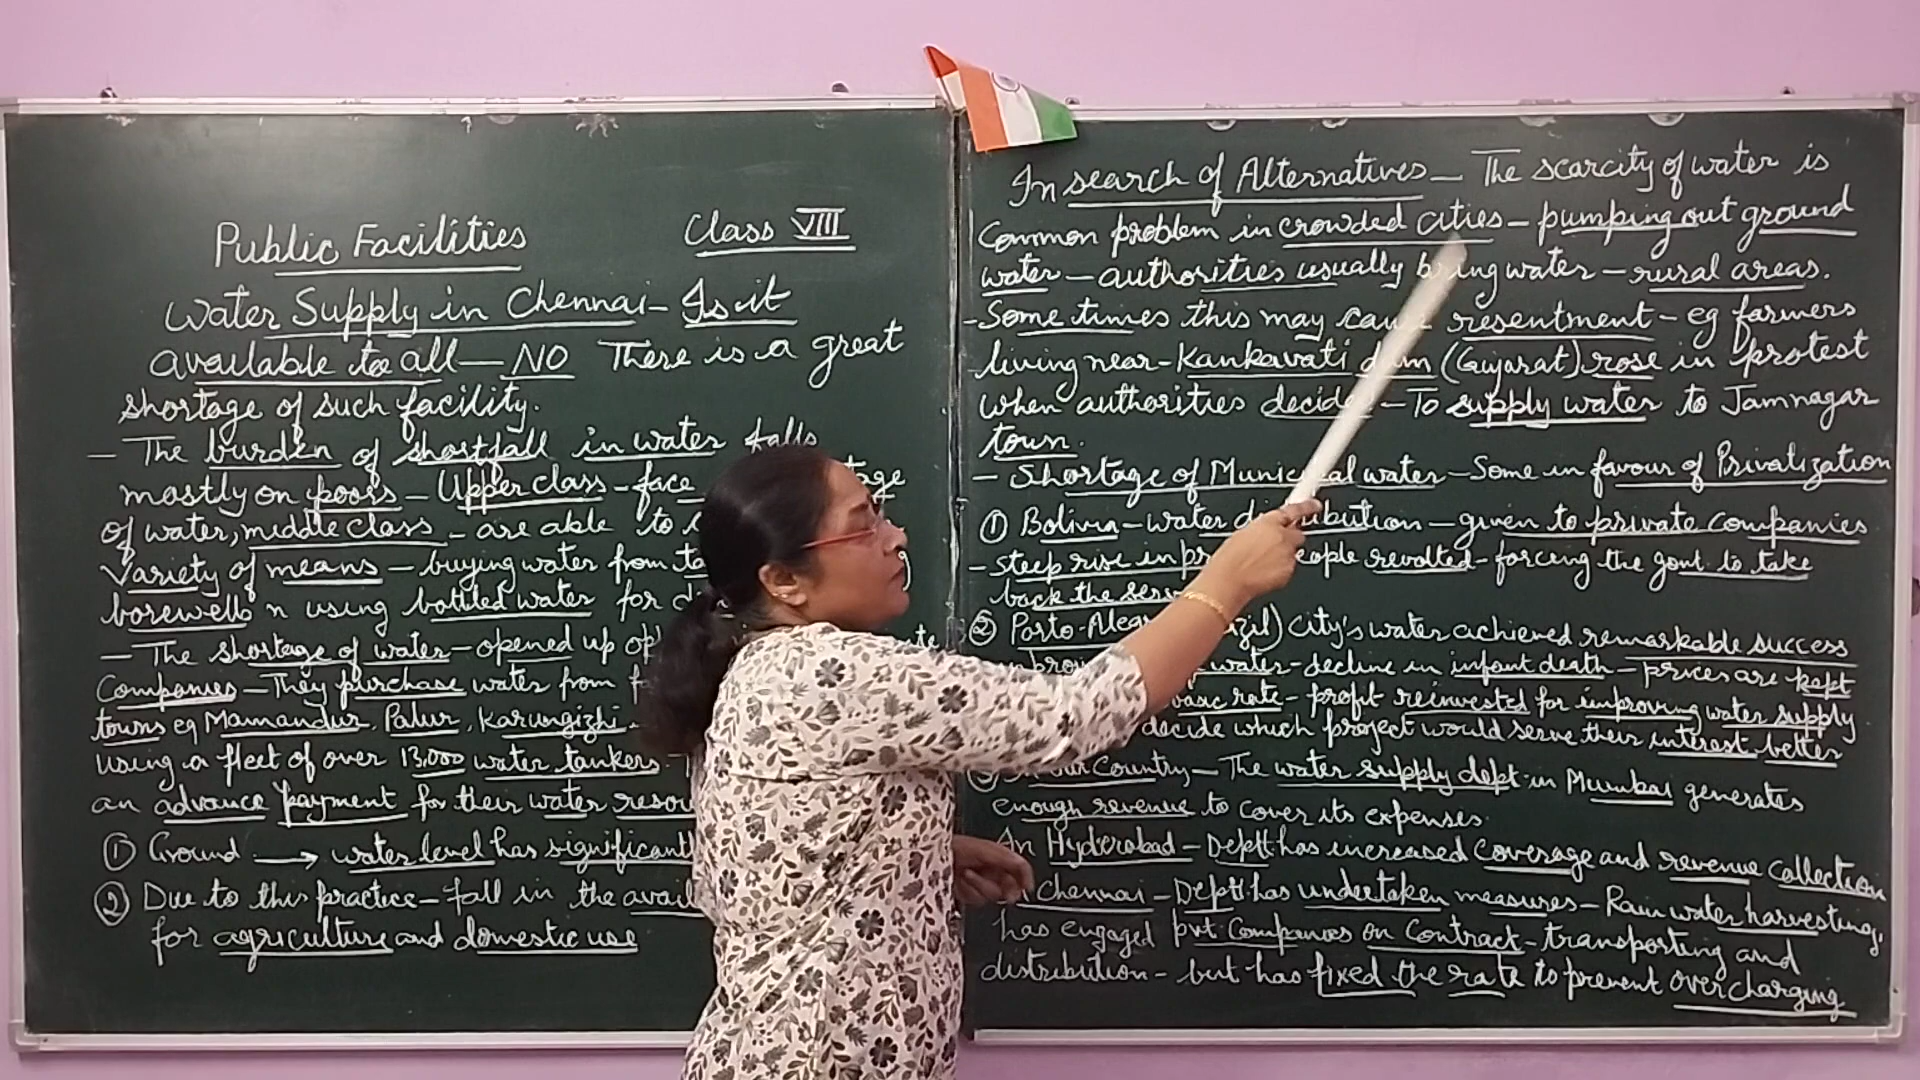 Public Facilities Class VIII
Water Supply in Chennai - Is it
available to all - NO There is a great
shortage of such facility.
- The burden of shortfall in water falls
mostly on poors - Upper class - face
of water, middle class - are able to
Variety of means - buying water from
borewells n using bottled water for
- The shortage of water - opened up
Companies - They purchase water from
towns eg Mamandur, Palur, Karungizhi
using a fleet of over 13,000 water tankers
an advance payment for their water
① Ground → water level has
② Due to this practice - fall in the
for agriculture and domestic use
In search of Alternatives - The scarcity of water is
Common problem in crowded cities - pumping out ground
water - authorities usually bring water - rural areas.
- Some times this may resentment - eg farmers
- living near - Kankavati dam (Gujarat) rose in protest
when authorities - To supply water to Jamnagar
town.
- Shortage of Municipal water - Some in favour of Privatization
① Bolivia - water distribution - given to private companies
- steep rise in people revolted - forcing the govt to take
back the
② Porto-Alegre City's water achieved remarkable success
water - decline in infant death - prices are kept
basic rate - profit reinvested for improving water supply
decide which project would serve their interest better
Country - The water supply dept in Mumbai generates
enough revenue to cover its expenses.
In Hyderabad - Deptt has increased coverage and revenue collection
Chennai - Deptt has undertaken measures - Rain water harvesting,
has engaged pvt Companies on Contract - transporting and
distribution - but has fixed the rate to prevent overcharging